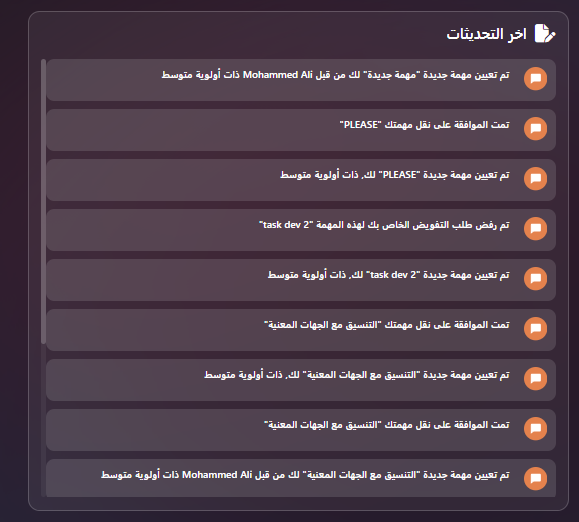 اخر التحديثات
تم تعيين مهمة جديدة "مهمة جديدة" لك من قبل Mohammed Ali ذات أولوية متوسط
تمت الموافقة على نقل مهمتك "PLEASE"
تم تعيين مهمة جديدة "PLEASE" لك, ذات أولوية متوسط
تم رفض طلب التفويض الخاص بك لهذه المهمة "task dev 2"
تم تعيين مهمة جديدة "task dev 2" لك, ذات أولوية متوسط
تمت الموافقة على نقل مهمتك "التنسيق مع الجهات المعنية"
تم تعيين مهمة جديدة "التنسيق مع الجهات المعنية" لك, ذات أولوية متوسط
تمت الموافقة على نقل مهمتك "التنسيق مع الجهات المعنية"
تم تعيين مهمة جديدة "التنسيق مع الجهات المعنية" لك من قبل Mohammed Ali ذات أولوية متوسط